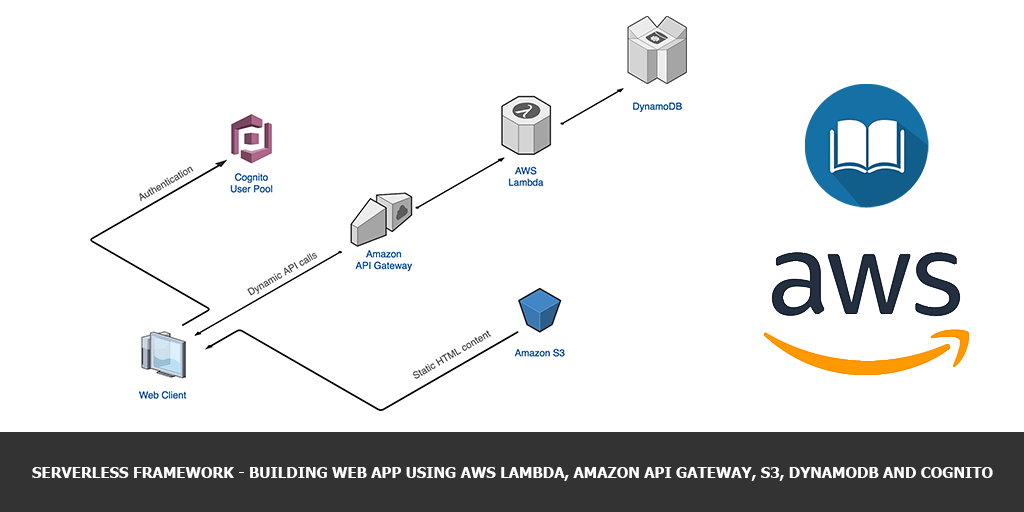 DynamoDB
AWS
Lambda
Cognito
User Pool
Authentication
Amazon
API Gateway
Dynamic API calls
Amazon S3
Static HTML content
Web Client
aws
SERVERLESS FRAMEWORK - BUILDING WEB APP USING AWS LAMBDA, AMAZON API GATEWAY, S3, DYNAMODB AND COGNITO